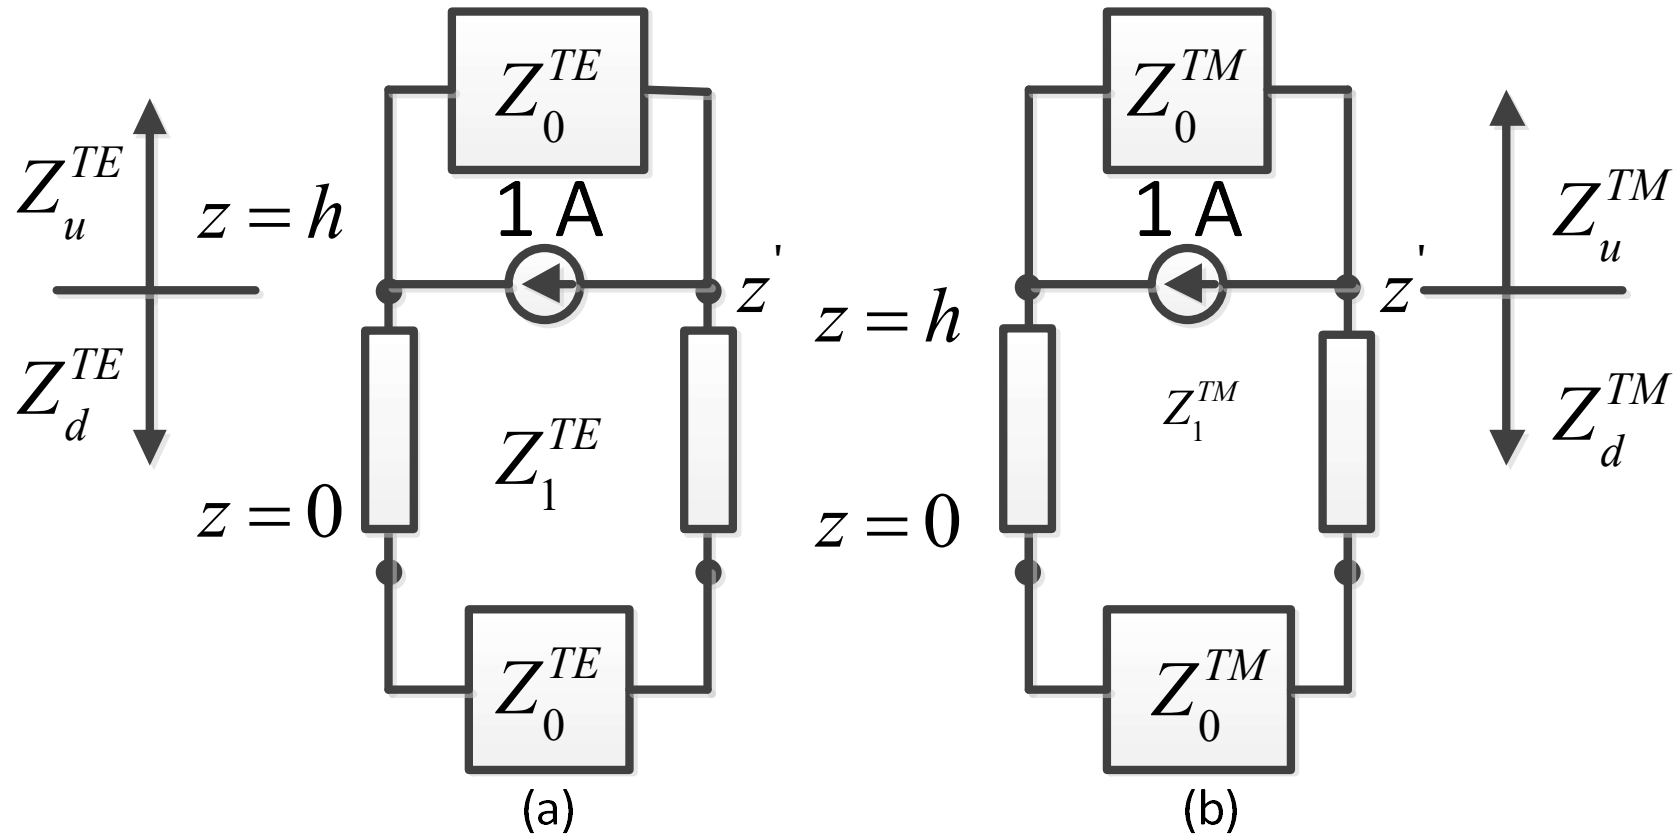 Z_0^{TE}
1 A
Z_u^{TE}
z = h
z'
Z_d^{TE}
Z_1^{TE}
z = 0
Z_0^{TE}
(a)
Z_0^{TM}
1 A
Z_u^{TM}
z'
z = h
Z_1^{TM}
Z_d^{TM}
z = 0
Z_0^{TM}
(b)